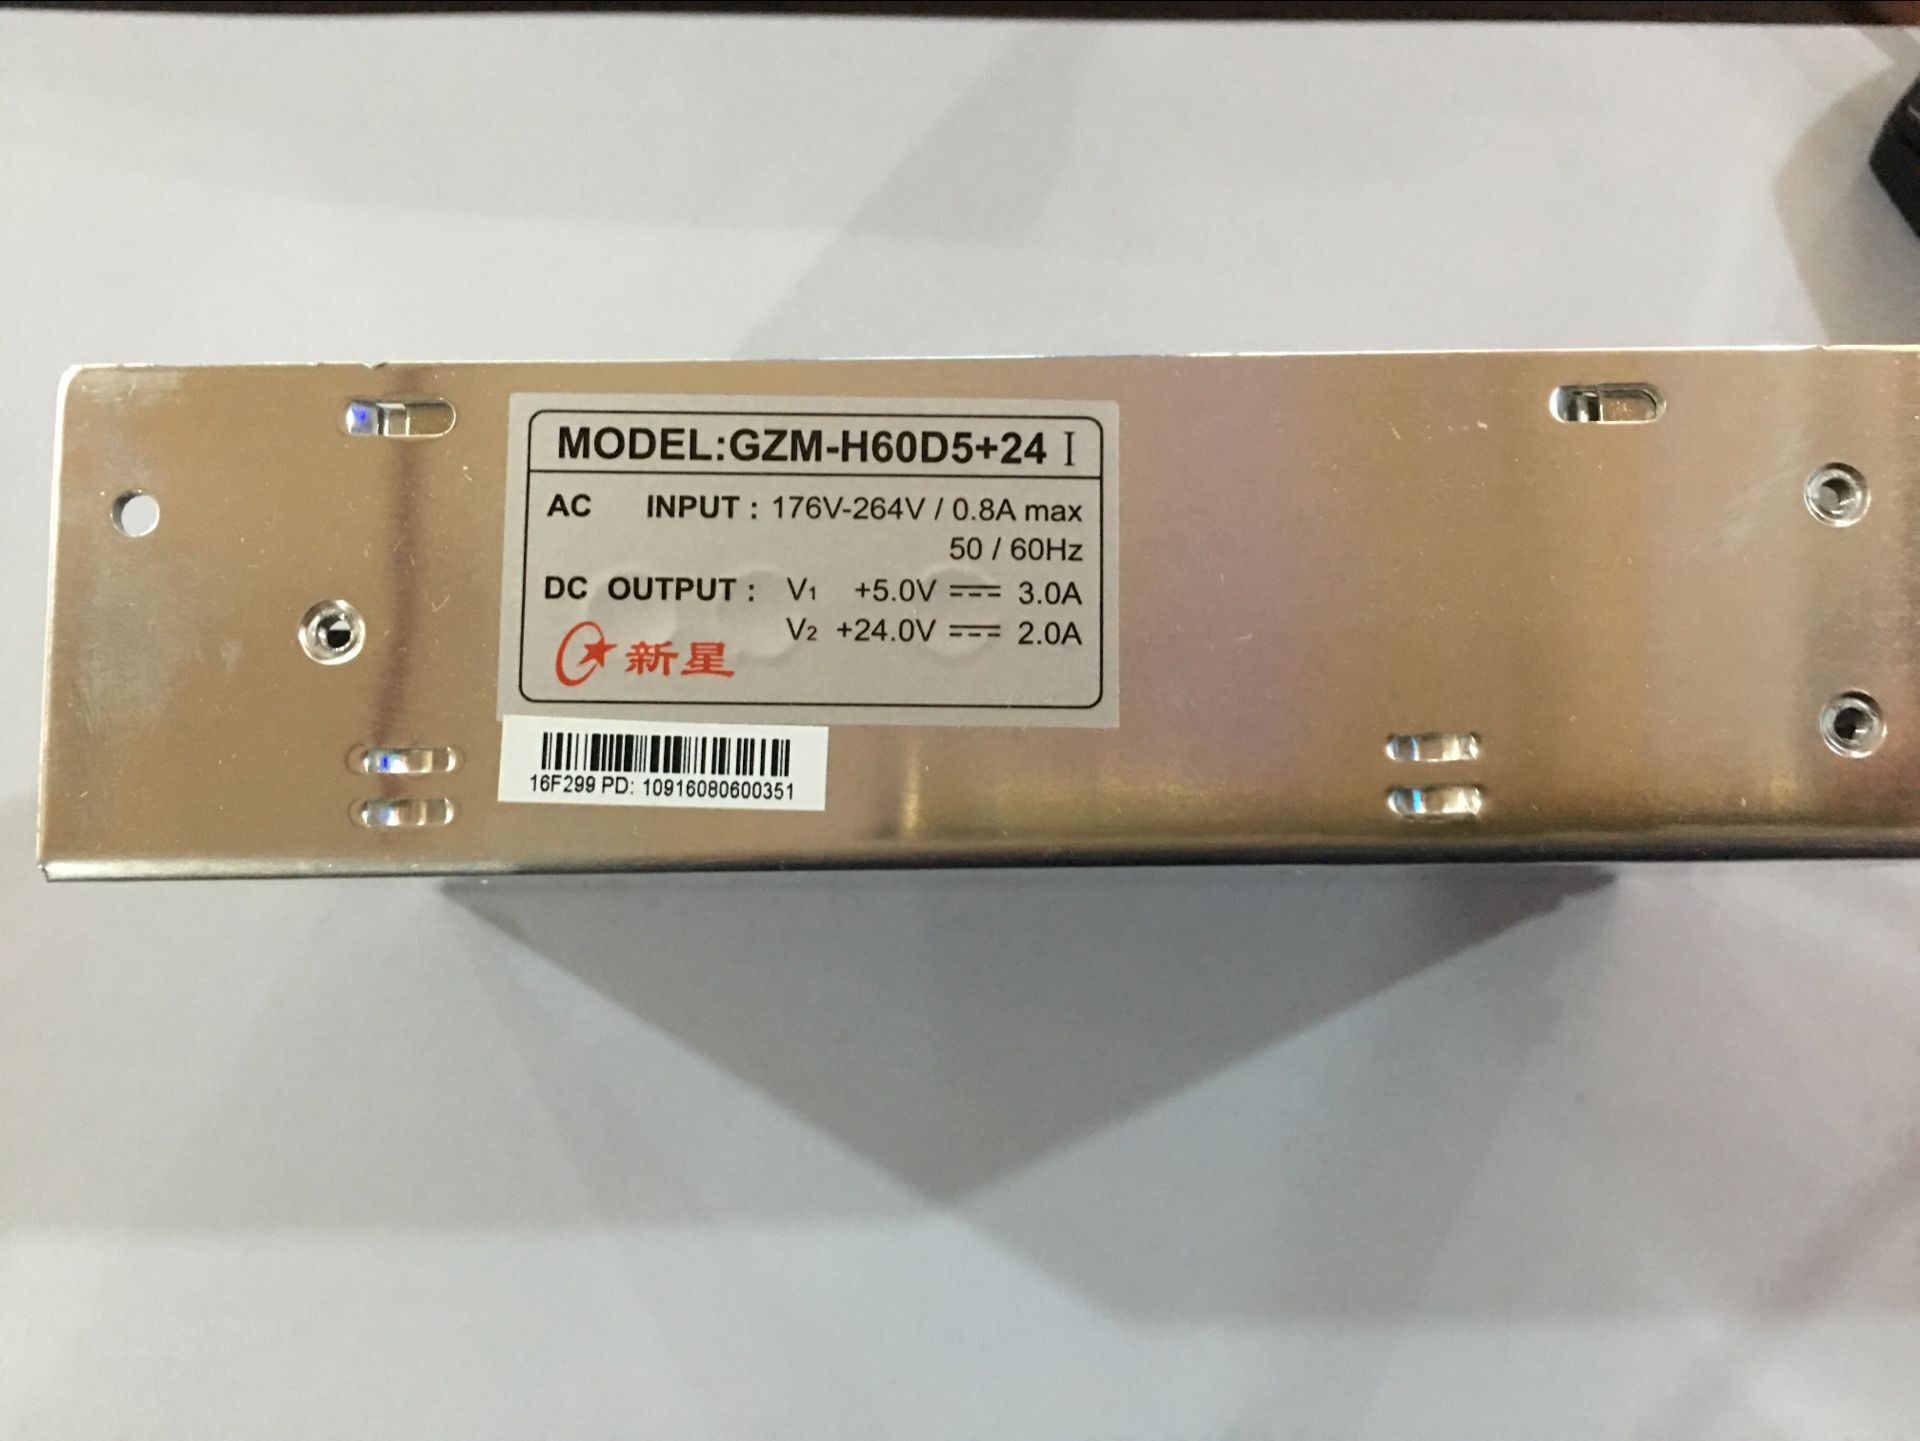 MODEL:GZM-H60D5+24 I
AC INPUT : 176V-264V / 0.8A max
50 / 60Hz
DC OUTPUT : V1 +5.0V ⎓ 3.0A
V2 +24.0V ⎓ 2.0A
新星
16F299 PD: 10916080600351